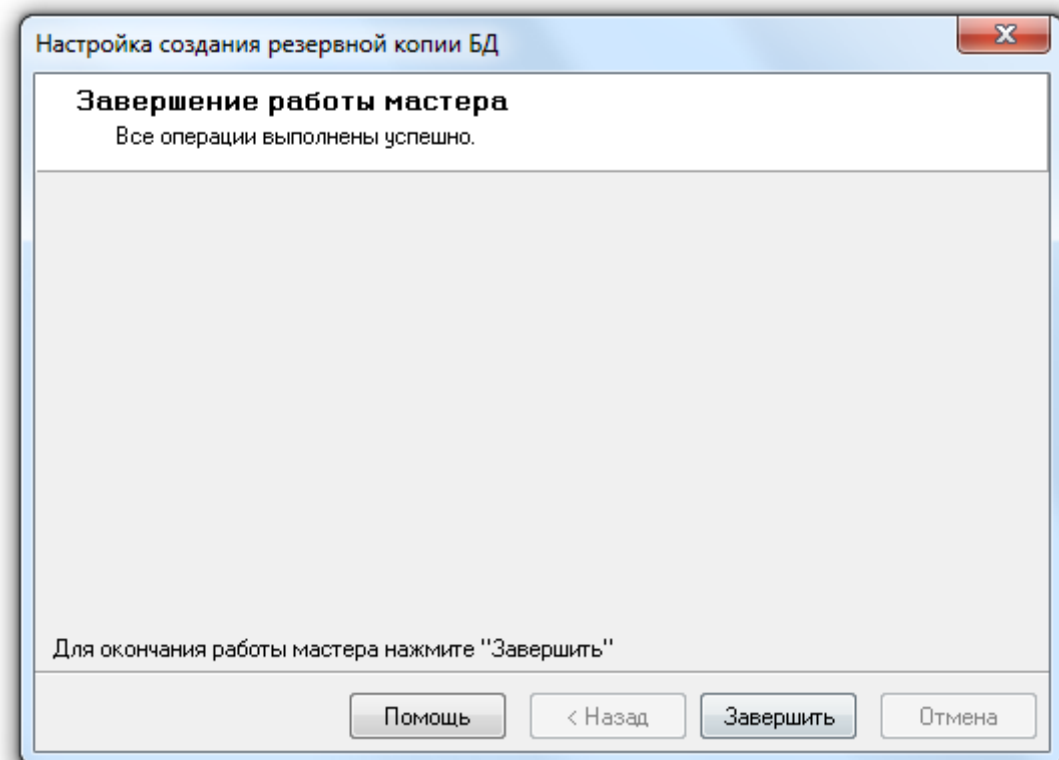 Настройка создания резервной копии БД
Завершение работы мастера
Все операции выполнены успешно.
Для окончания работы мастера нажмите "Завершить"
Помощь
< Назад
Завершить
Отмена